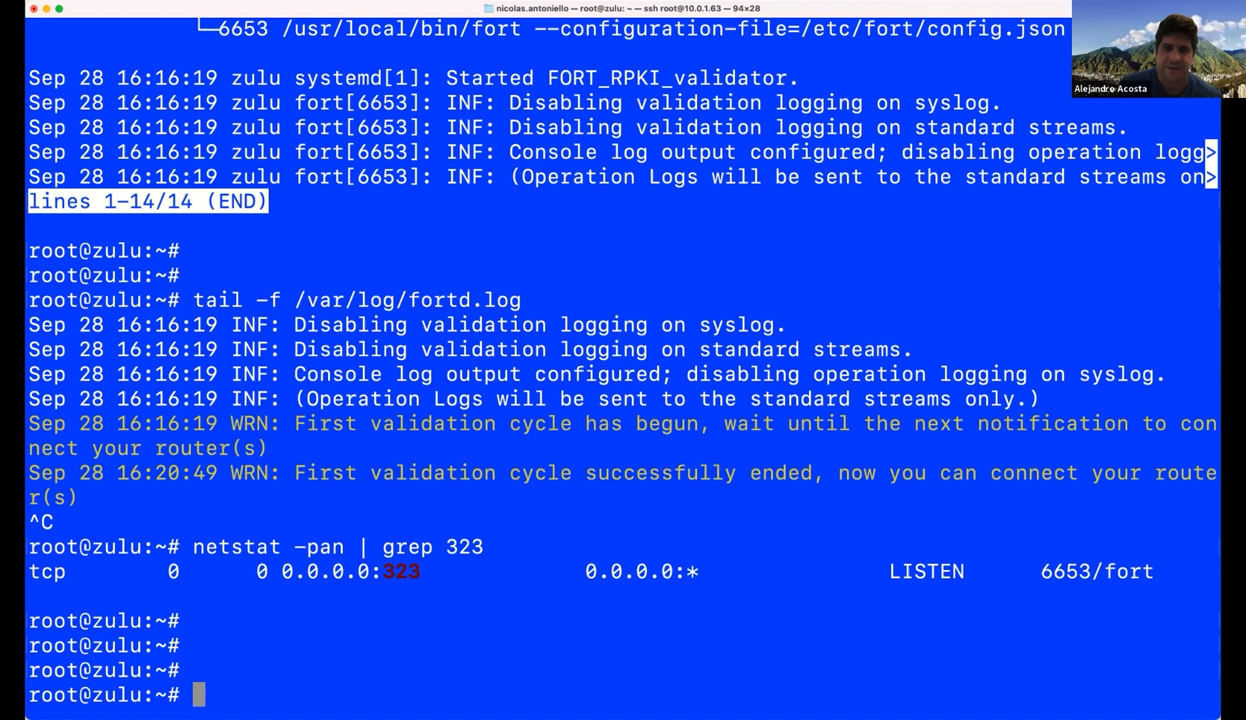 nicolas.antoniello — root@zulu: ~ — ssh root@10.0.1.63 — 94×28
└─6653 /usr/local/bin/fort --configuration-file=/etc/fort/config.json
Alejandro Acosta
Sep 28 16:16:19 zulu systemd[1]: Started FORT_RPKI_validator.
Sep 28 16:16:19 zulu fort[6653]: INF: Disabling validation logging on syslog.
Sep 28 16:16:19 zulu fort[6653]: INF: Disabling validation logging on standard streams.
Sep 28 16:16:19 zulu fort[6653]: INF: Console log output configured; disabling operation logg>
Sep 28 16:16:19 zulu fort[6653]: INF: (Operation Logs will be sent to the standard streams on>
lines 1-14/14 (END)
root@zulu:~#
root@zulu:~#
root@zulu:~# tail -f /var/log/fortd.log
Sep 28 16:16:19 INF: Disabling validation logging on syslog.
Sep 28 16:16:19 INF: Disabling validation logging on standard streams.
Sep 28 16:16:19 INF: Console log output configured; disabling operation logging on syslog.
Sep 28 16:16:19 INF: (Operation Logs will be sent to the standard streams only.)
Sep 28 16:16:19 WRN: First validation cycle has begun, wait until the next notification to con
nect your router(s)
Sep 28 16:20:49 WRN: First validation cycle successfully ended, now you can connect your route
r(s)
^C
root@zulu:~# netstat -pan | grep 323
tcp 0 0 0.0.0.0:323 0.0.0.0:* LISTEN 6653/fort
root@zulu:~#
root@zulu:~#
root@zulu:~#
root@zulu:~#